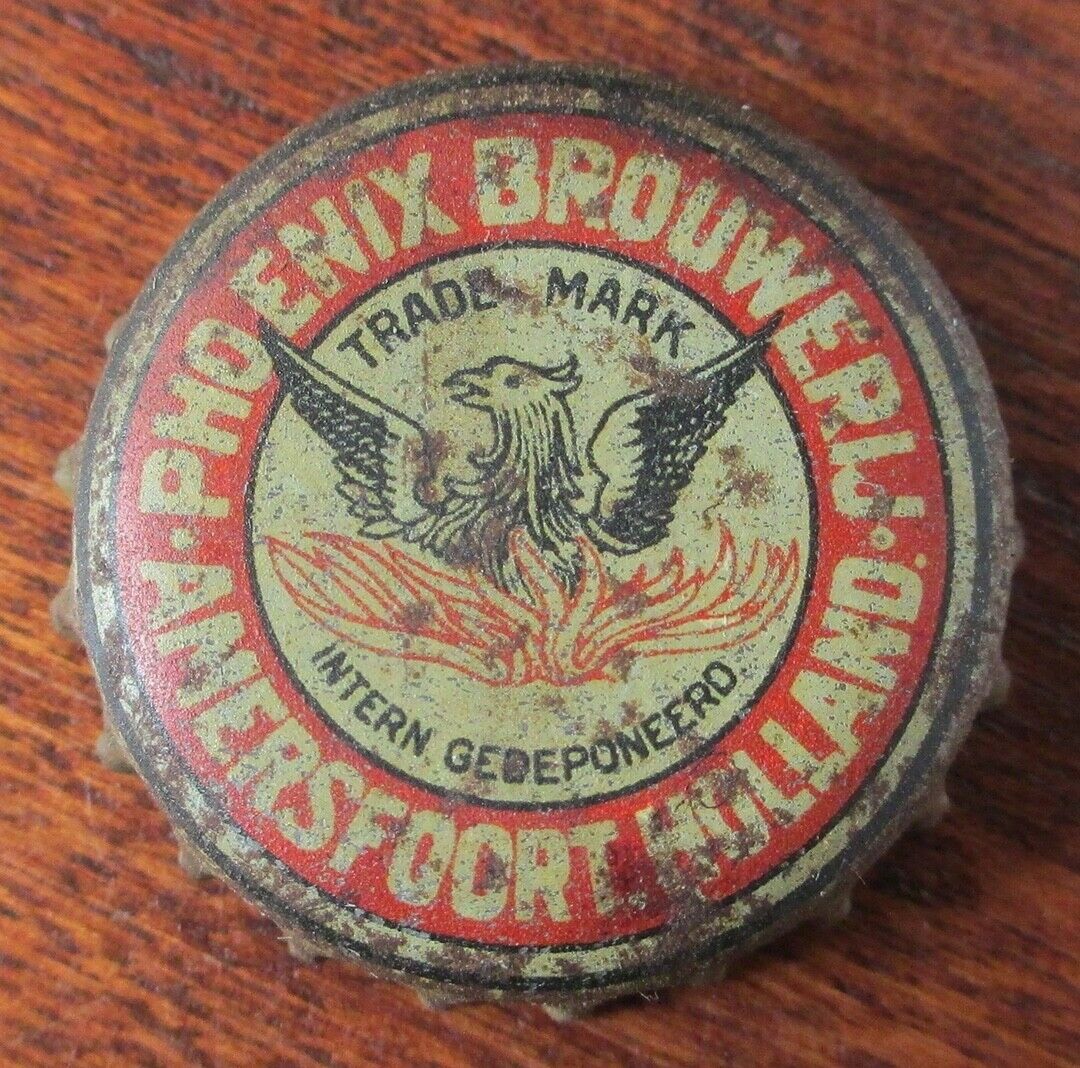 PHOENIX BROUWERIJ·
·AMERSFOORT, HOLLAND.
TRADE MARK
INTERN. GEDEPONEERD.